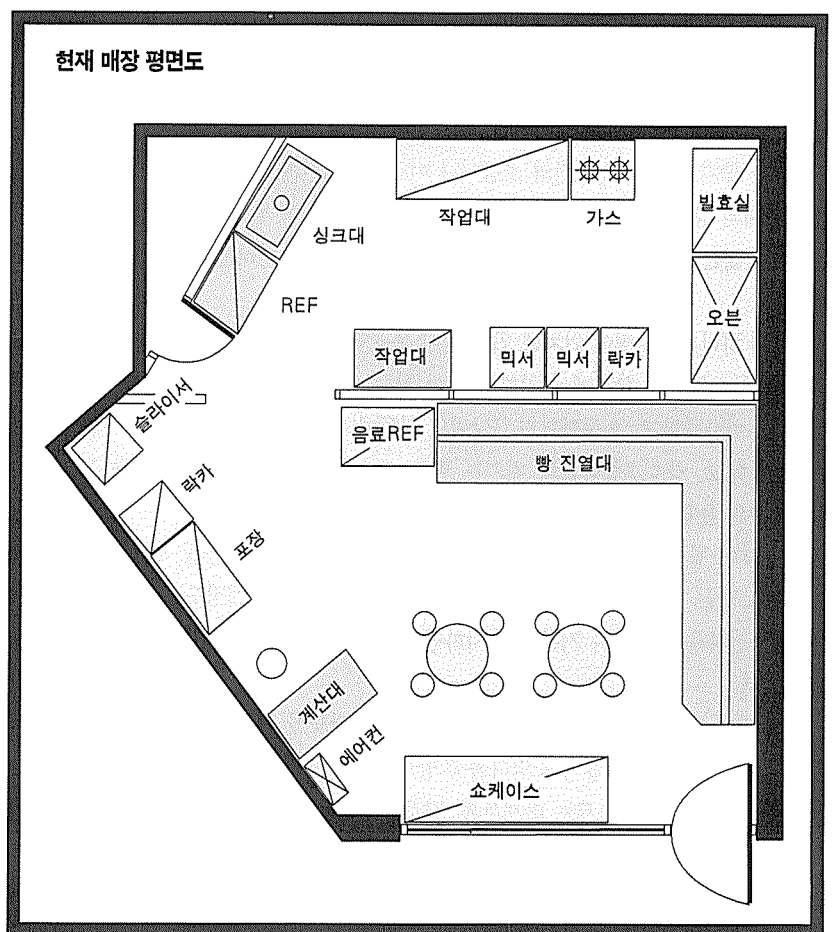 현재 매장 평면도
작업대
가스
빌효실
싱크대
REF
오븐
작업대
믹서
믹서
락카
슬라이서
음료REF
빵 진열대
락카
포장
계산대
에어컨
쇼케이스